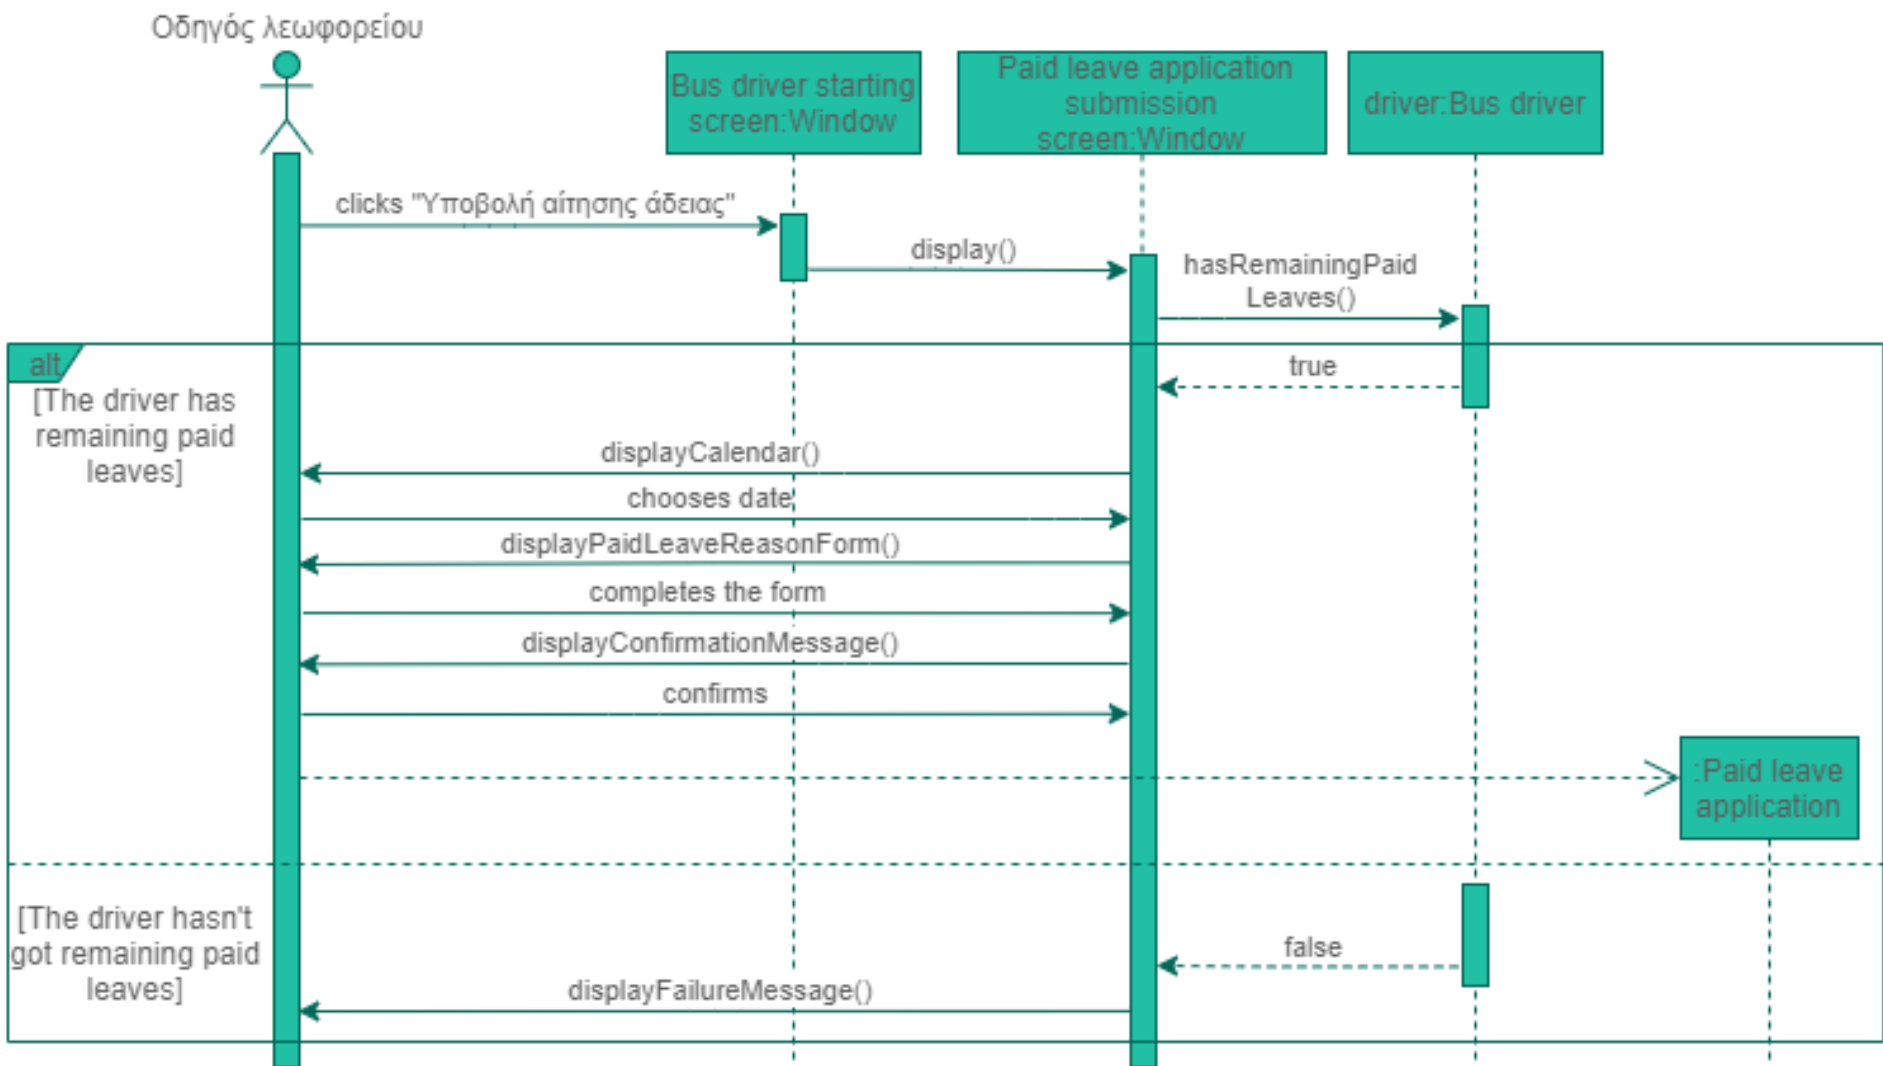 Οδηγός λεωφορείου
Bus driver starting
screen:Window
Paid leave application
submission
screen:Window
driver:Bus driver
clicks "Υποβολή αίτησης άδειας"
display()
hasRemainingPaid
Leaves()
alt
[The driver has
remaining paid
leaves]
true
displayCalendar()
chooses date
displayPaidLeaveReasonForm()
completes the form
displayConfirmationMessage()
confirms
:Paid leave
application
[The driver hasn't
got remaining paid
leaves]
false
displayFailureMessage()